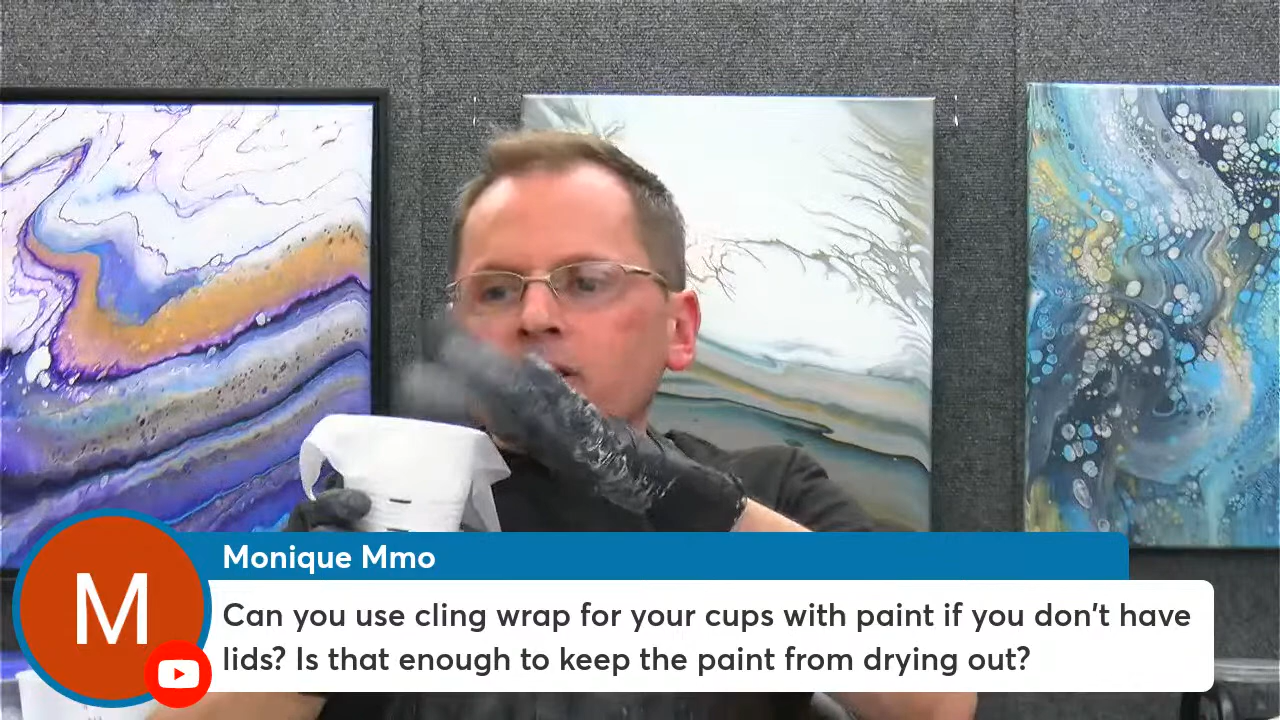 Monique Mmo
M
Can you use cling wrap for your cups with paint if you don't have
lids? Is that enough to keep the paint from drying out?